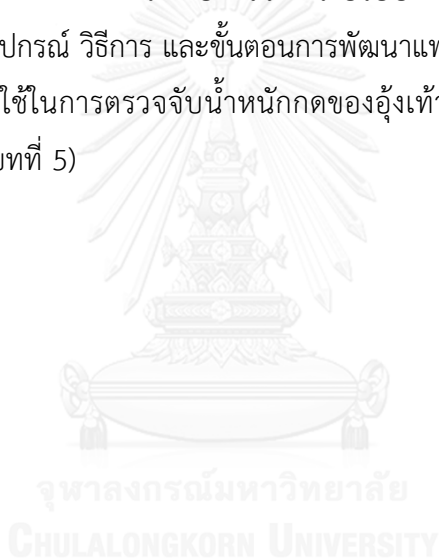 ปกรณ์ วิธีการ และขั้นตอนการพัฒนาแพ
ใช้ในการตรวจจับน้ำหนักกดของอุ้งเท้า
บทที่ 5)
จุฬาลงกรณ์มหาวิทยาลัย
CHULALONGKORN UNIVERSITY